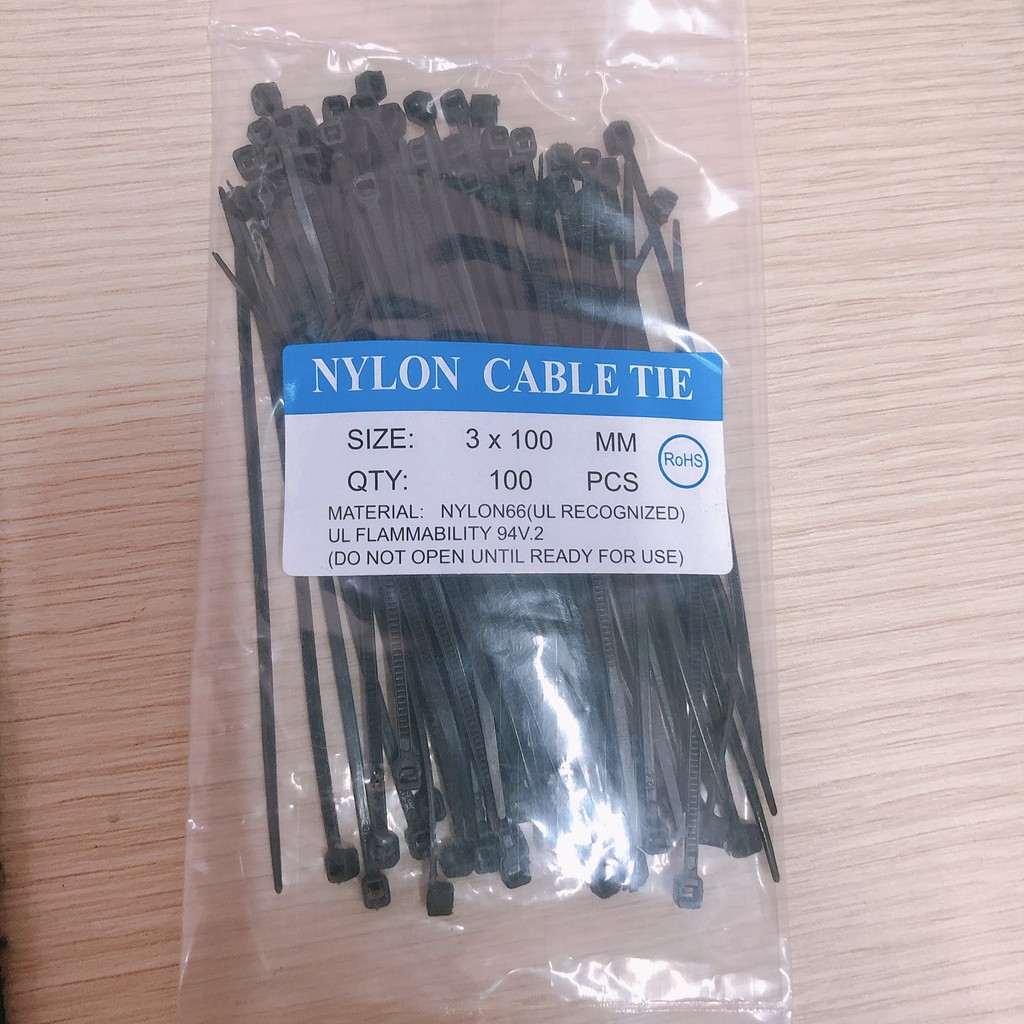 NYLON CABLE TIE
SIZE: 3 x 100 MM
QTY: 100 PCS
RoHS
MATERIAL: NYLON66(UL RECOGNIZED)
UL FLAMMABILITY 94V.2
(DO NOT OPEN UNTIL READY FOR USE)